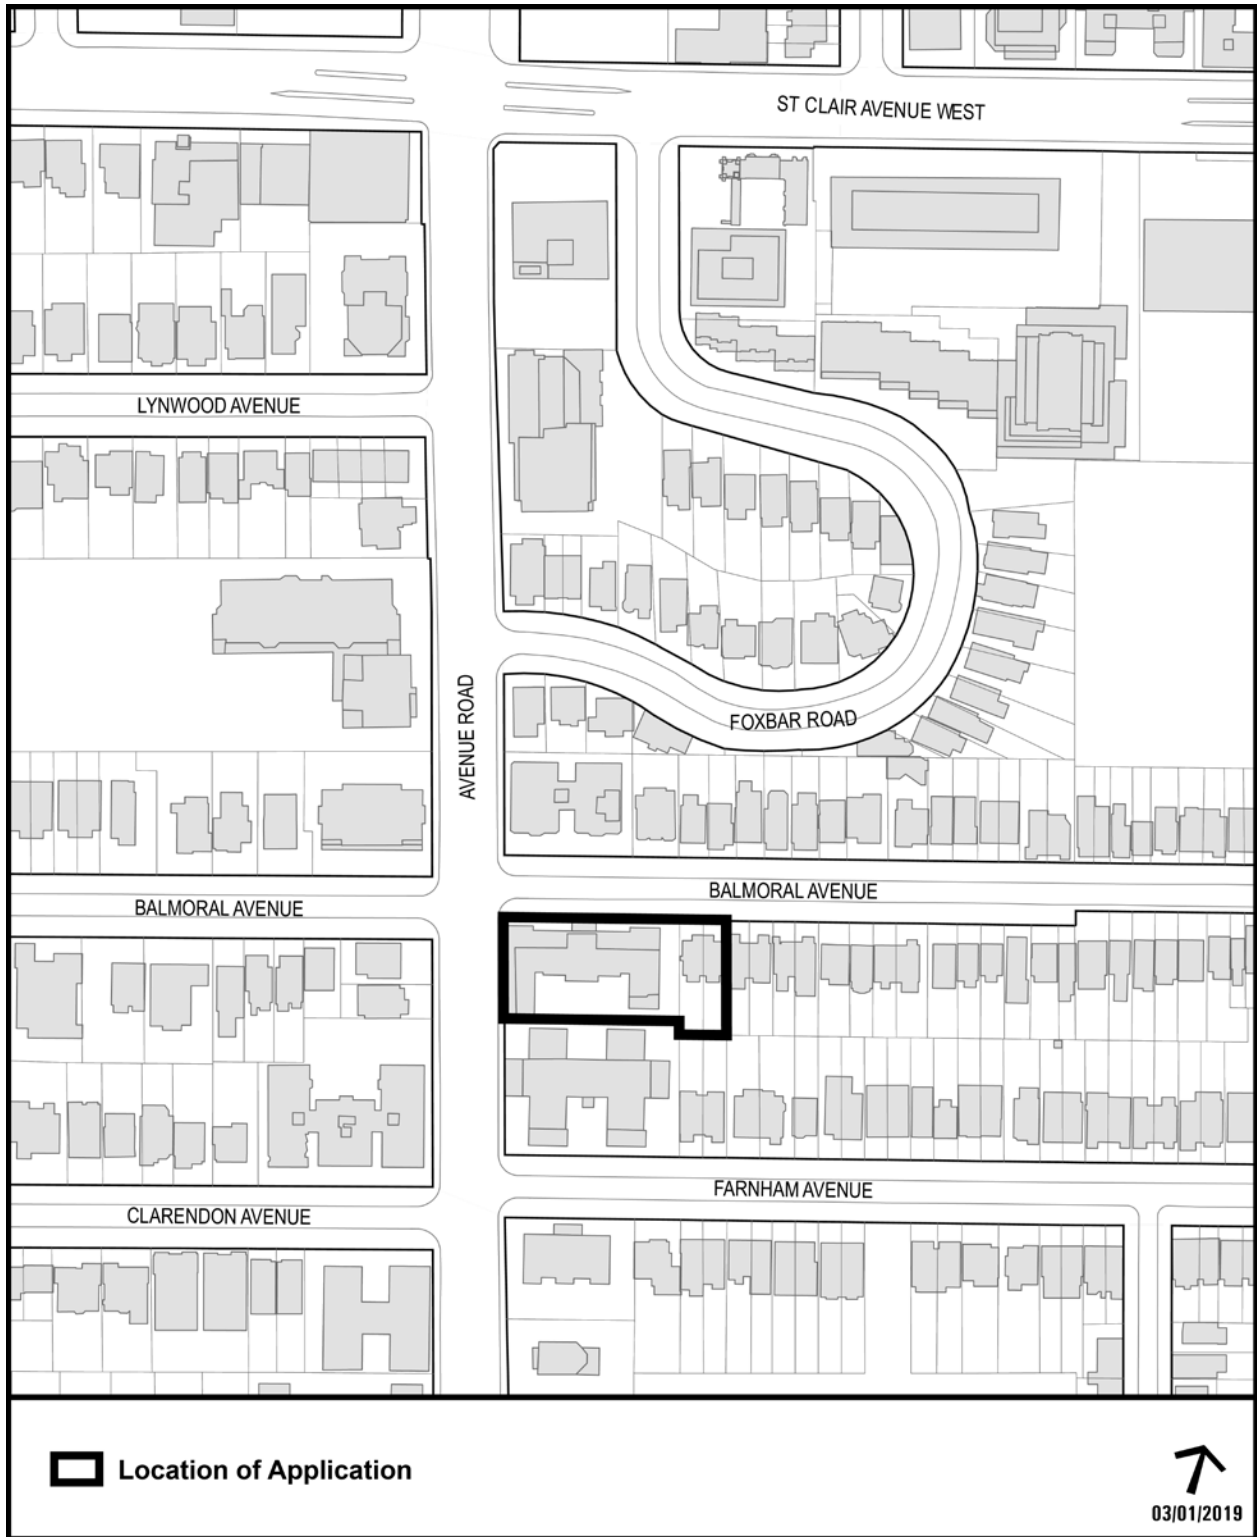 ST CLAIR AVENUE WEST
LYNWOOD AVENUE
AVENUE ROAD
FOXBAR ROAD
BALMORAL AVENUE
BALMORAL AVENUE
FARNHAM AVENUE
CLARENDON AVENUE
Location of Application
03/01/2019